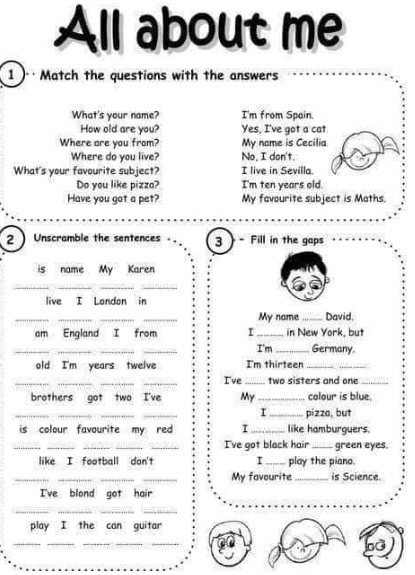 All about me
1 Match the questions with the answers
What's your name?
How old are you?
Where are you from?
Where do you live?
What's your favourite subject?
Do you like pizza?
Have you got a pet?
I'm from Spain.
Yes, I've got a cat.
My name is Cecilia
No, I don't.
I live in Sevilla.
I'm ten years old.
My favourite subject is Maths.
2 Unscramble the sentences
is name My Karen
.............. .............. .............. ..............
live I London in
.............. .............. .............. ..............
am England I from
.............. .............. .............. ..............
old I'm years twelve
.............. .............. .............. ..............
brothers got two I've
.............. .............. .............. ..............
is colour favourite my red
........... ........... ........... ........... ...........
like I football don't
.............. .............. .............. ..............
I've blond got hair
.............. .............. .............. ..............
play I the can guitar
........... ........... ........... ........... ...........
3 - Fill in the gaps
My name ........ David.
I .......... in New York, but
I'm ............. Germany.
I'm thirteen .......... ..........
I've ........ two sisters and one ..........
My .................. colour is blue.
I .............. pizza, but
I ............. like hamburguers.
I've got black hair ........ green eyes.
I ........ play the piano.
My favourite ............. is Science.